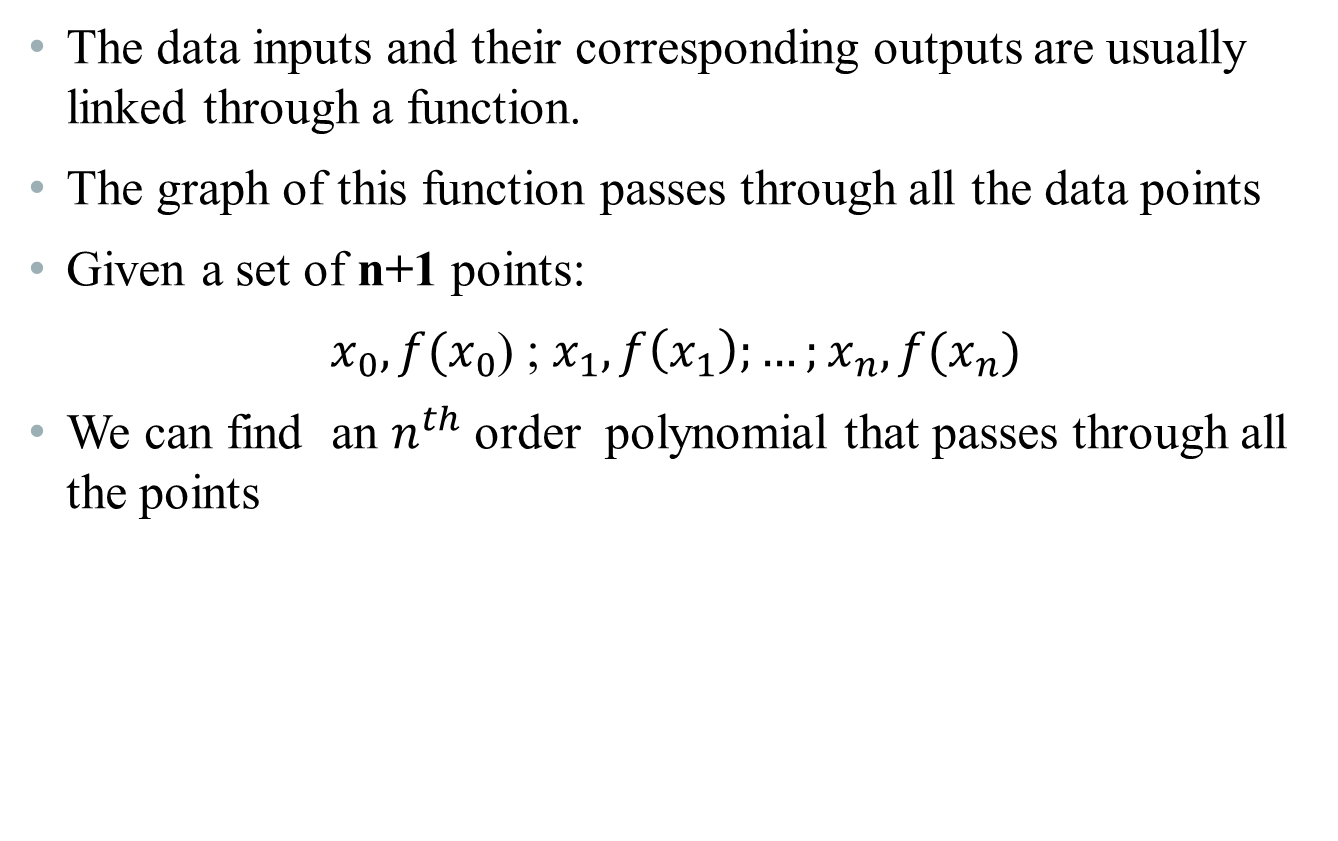 • The data inputs and their corresponding outputs are usually
linked through a function.
• The graph of this function passes through all the data points
• Given a set of n+1 points:
x₀, f(x₀) ; x₁, f(x₁); … ; xₙ, f(xₙ)
• We can find an nᵗʰ order polynomial that passes through all
the points